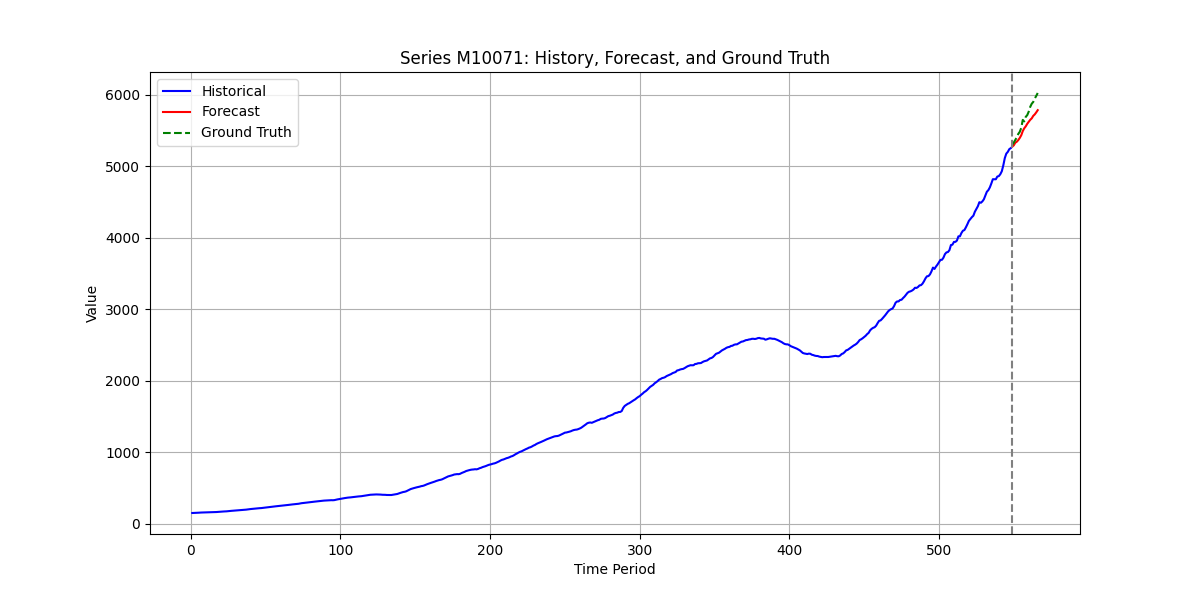 Series M10071: History, Forecast, and Ground Truth
Historical
Forecast
Ground Truth
6000
5000
4000
3000
2000
1000
0
Value
0 100 200 300 400 500
Time Period